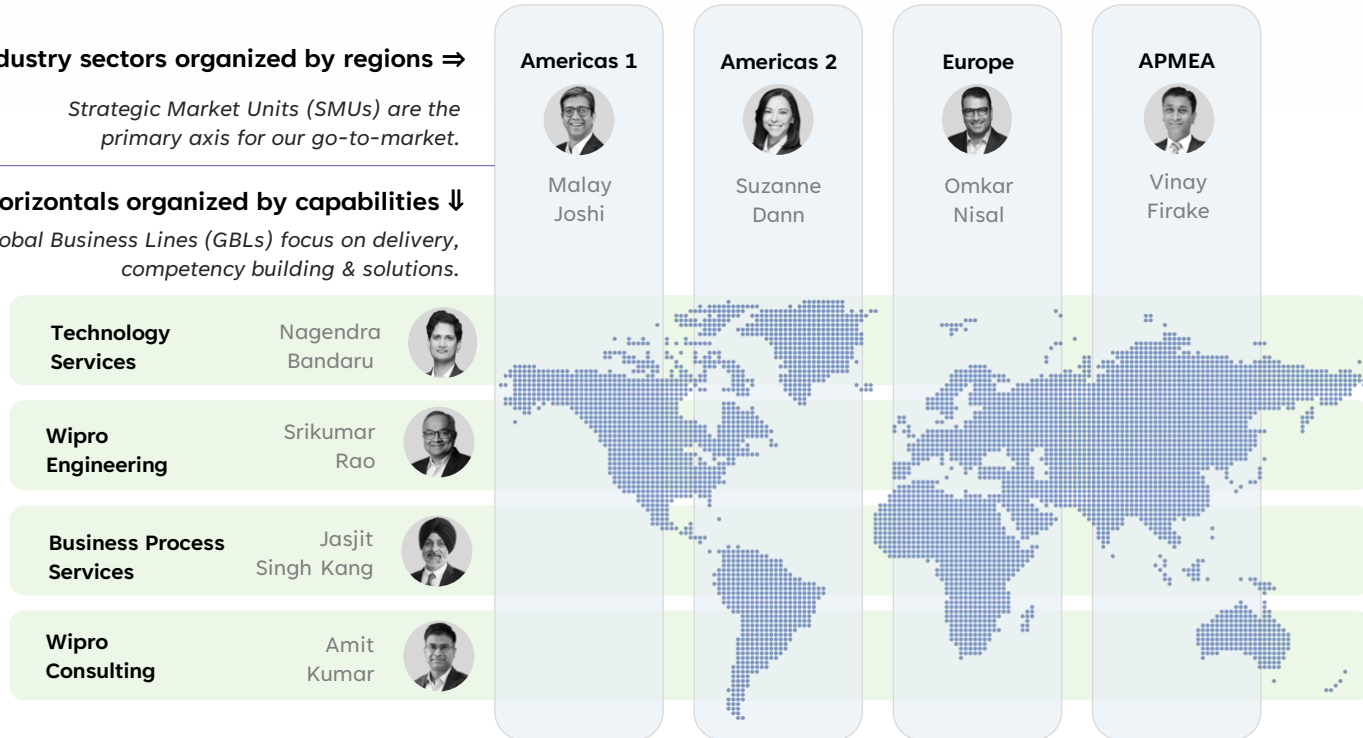 dustry sectors organized by regions ⇒
Strategic Market Units (SMUs) are the
primary axis for our go-to-market.
orizontals organized by capabilities ⇓
obal Business Lines (GBLs) focus on delivery,
competency building & solutions.
Americas 1
Malay
Joshi
Americas 2
Suzanne
Dann
Europe
Omkar
Nisal
APMEA
Vinay
Firake
Technology
Services
Nagendra
Bandaru
Wipro
Engineering
Srikumar
Rao
Business Process
Services
Jasjit
Singh Kang
Wipro
Consulting
Amit
Kumar